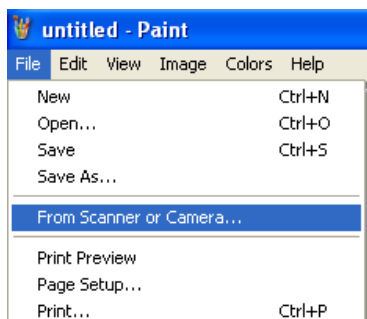 untitled - Paint
File Edit View Image Colors Help
New Ctrl+N
Open... Ctrl+O
Save Ctrl+S
Save As...
From Scanner or Camera...
Print Preview
Page Setup...
Print... Ctrl+P